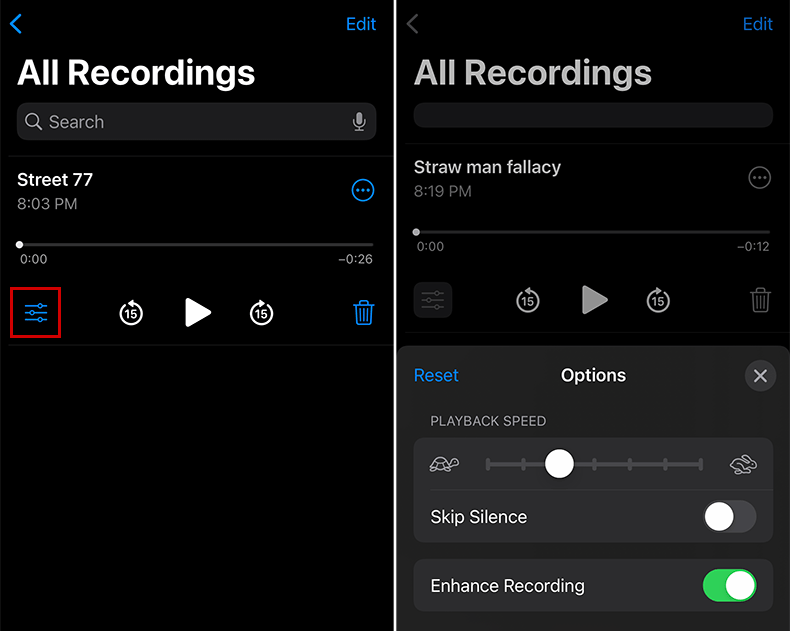 Edit
All Recordings
Search
Street 77
8:03 PM
0:00
−0:26
15
15
Edit
All Recordings
Straw man fallacy
8:19 PM
0:00
−0:12
15
15
Reset
Options
PLAYBACK SPEED
Skip Silence
Enhance Recording